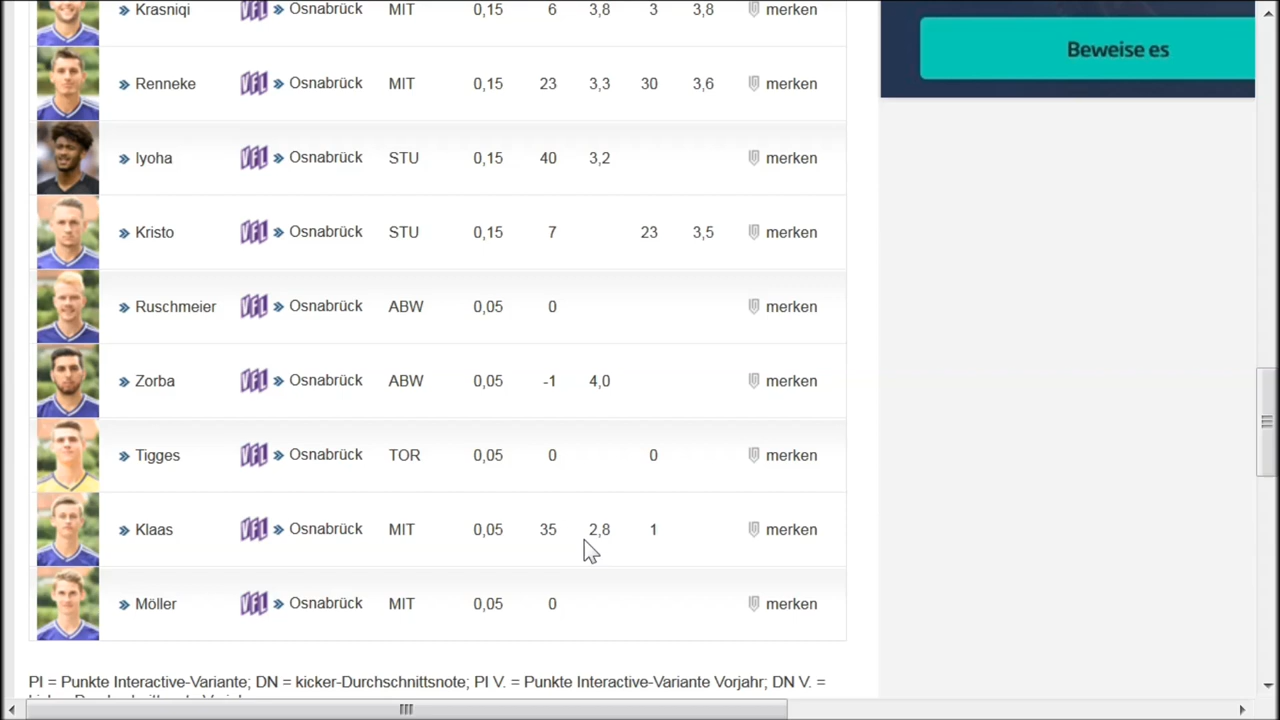 » Krasniqi VfL » Osnabrück MIT 0,15 6 3,8 3 3,8 merken
Beweise es
» Renneke VfL » Osnabrück MIT 0,15 23 3,3 30 3,6 merken
» Iyoha VfL » Osnabrück STU 0,15 40 3,2 merken
» Kristo VfL » Osnabrück STU 0,15 7 23 3,5 merken
» Ruschmeier VfL » Osnabrück ABW 0,05 0 merken
» Zorba VfL » Osnabrück ABW 0,05 -1 4,0 merken
» Tigges VfL » Osnabrück TOR 0,05 0 0 merken
» Klaas VfL » Osnabrück MIT 0,05 35 2,8 1 merken
» Möller VfL » Osnabrück MIT 0,05 0 merken
PI = Punkte Interactive-Variante; DN = kicker-Durchschnittsnote; PI V. = Punkte Interactive-Variante Vorjahr; DN V. =